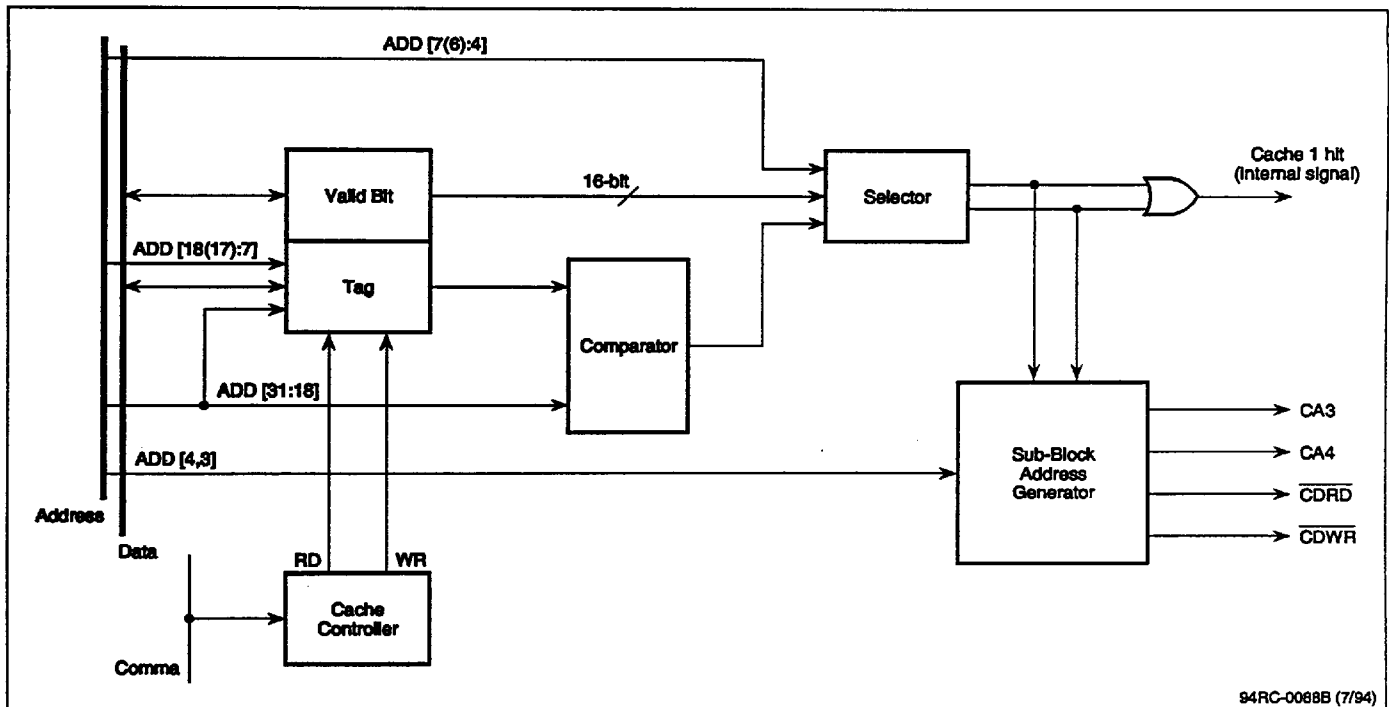 ADD [7(6):4]
Valid Bit
16-bit
Selector
Cache 1 hit
(internal signal)
ADD [18(17):7]
Tag
Comparator
ADD [31:18]
ADD [4,3]
Sub-Block
Address
Generator
CA3
CA4
CDRD
CDWR
Address
Data
RD
WR
Cache
Controller
Comma
94RC-0088B (7/94)